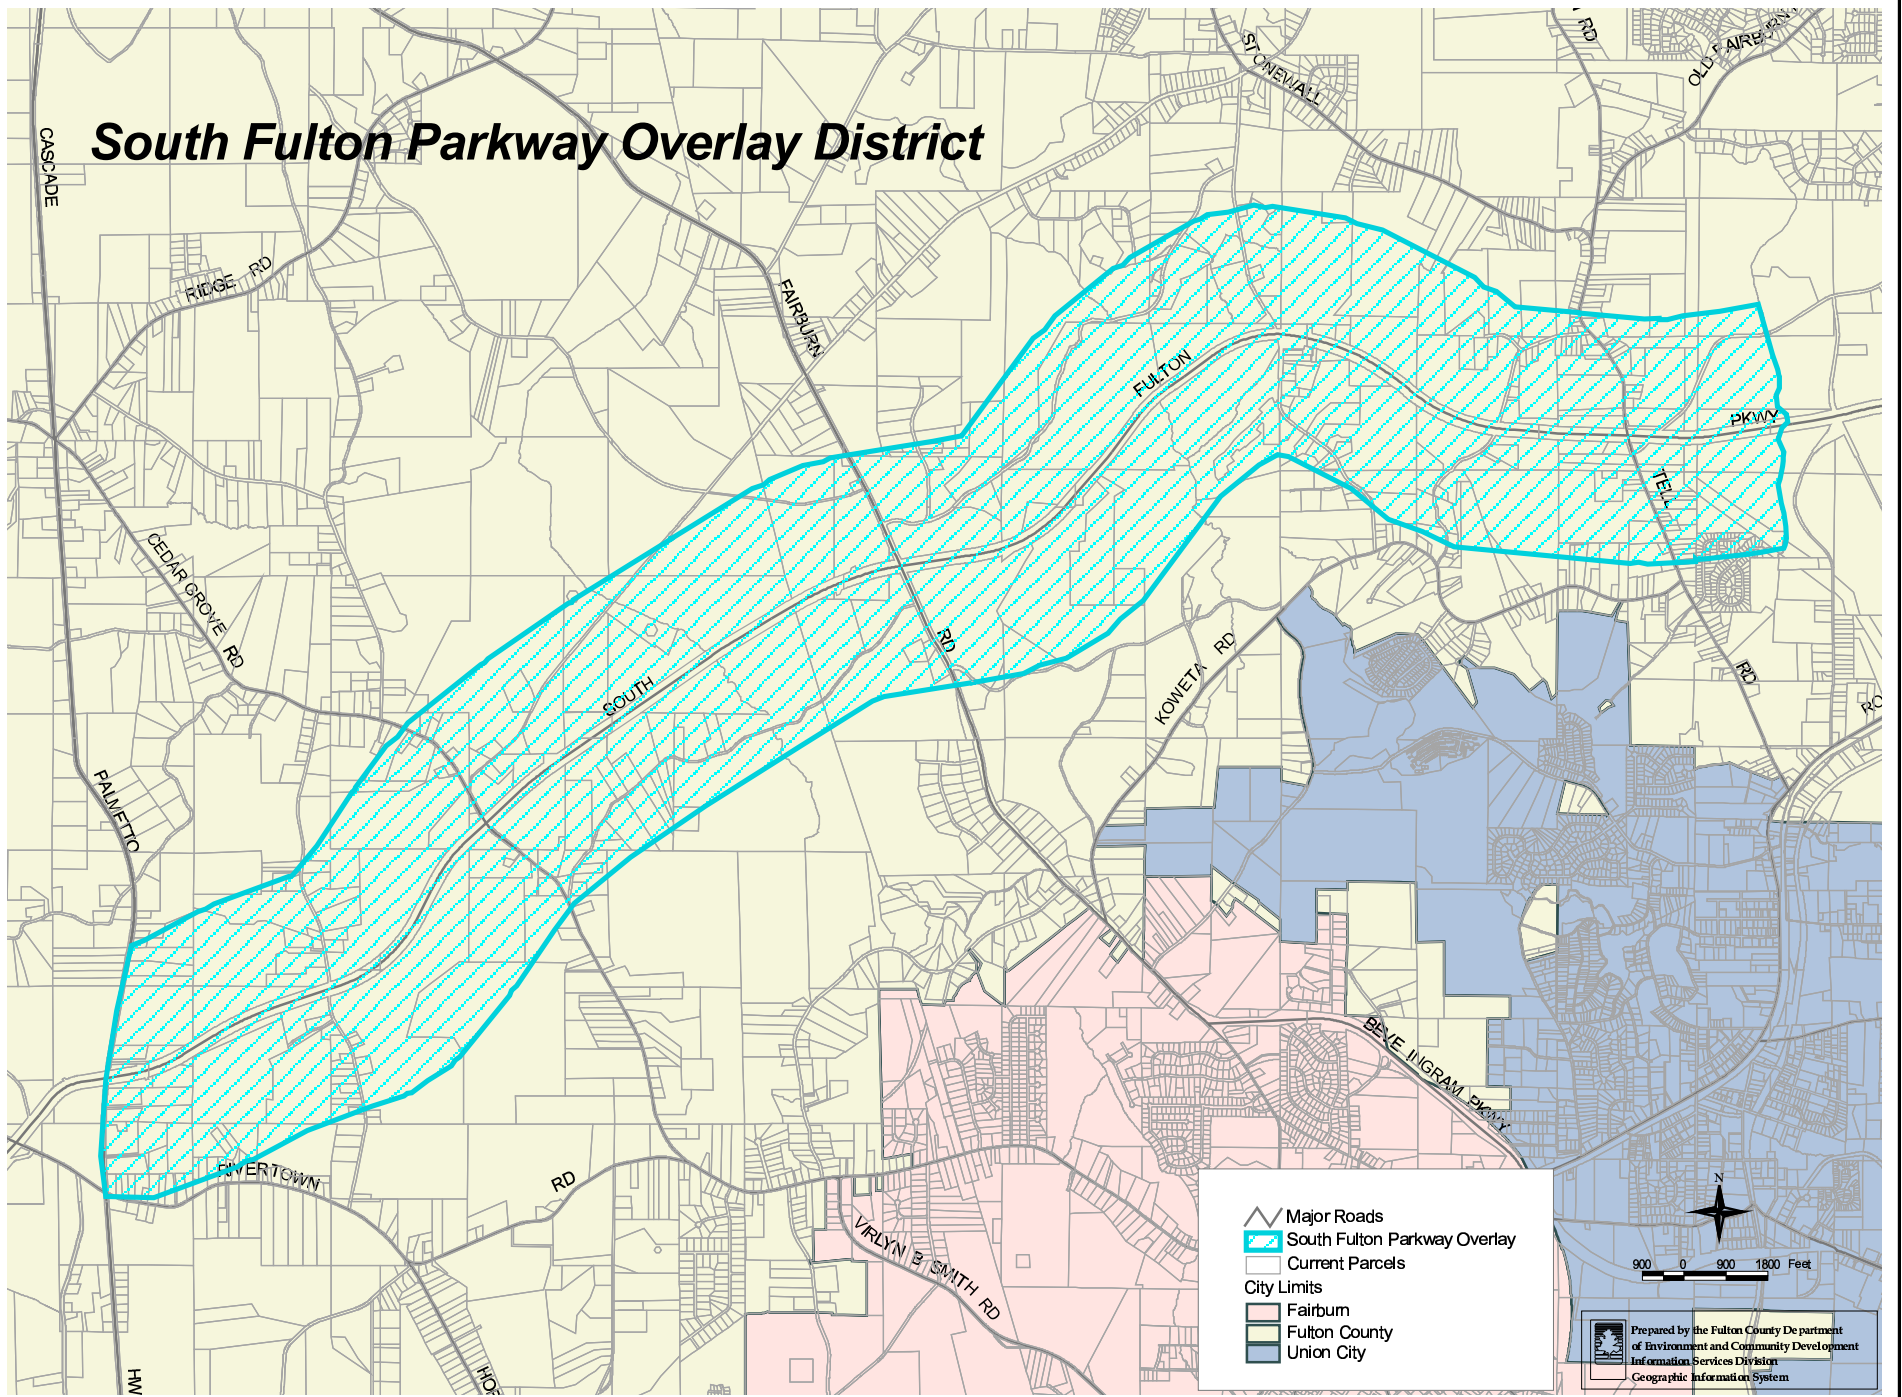 STONEWALL
RD
OLD FAIRBURN
South Fulton Parkway Overlay District
CASCADE
RIDGE RD
FAIRBURN
FULTON
PKWY
TELL
CEDAR GROVE RD
RD
SOUTH
KOWETA RD
RD
PALMETTO
BEVE INGRAM PKWY
RIVERTOWN
RD
VIRLYN B SMITH RD
N
Major Roads
South Fulton Parkway Overlay
Current Parcels
City Limits
Fairburn
Fulton County
Union City
900 0 900 1800 Feet
Prepared by the Fulton County Department
of Environment and Community Development
Information Services Division
Geographic Information System